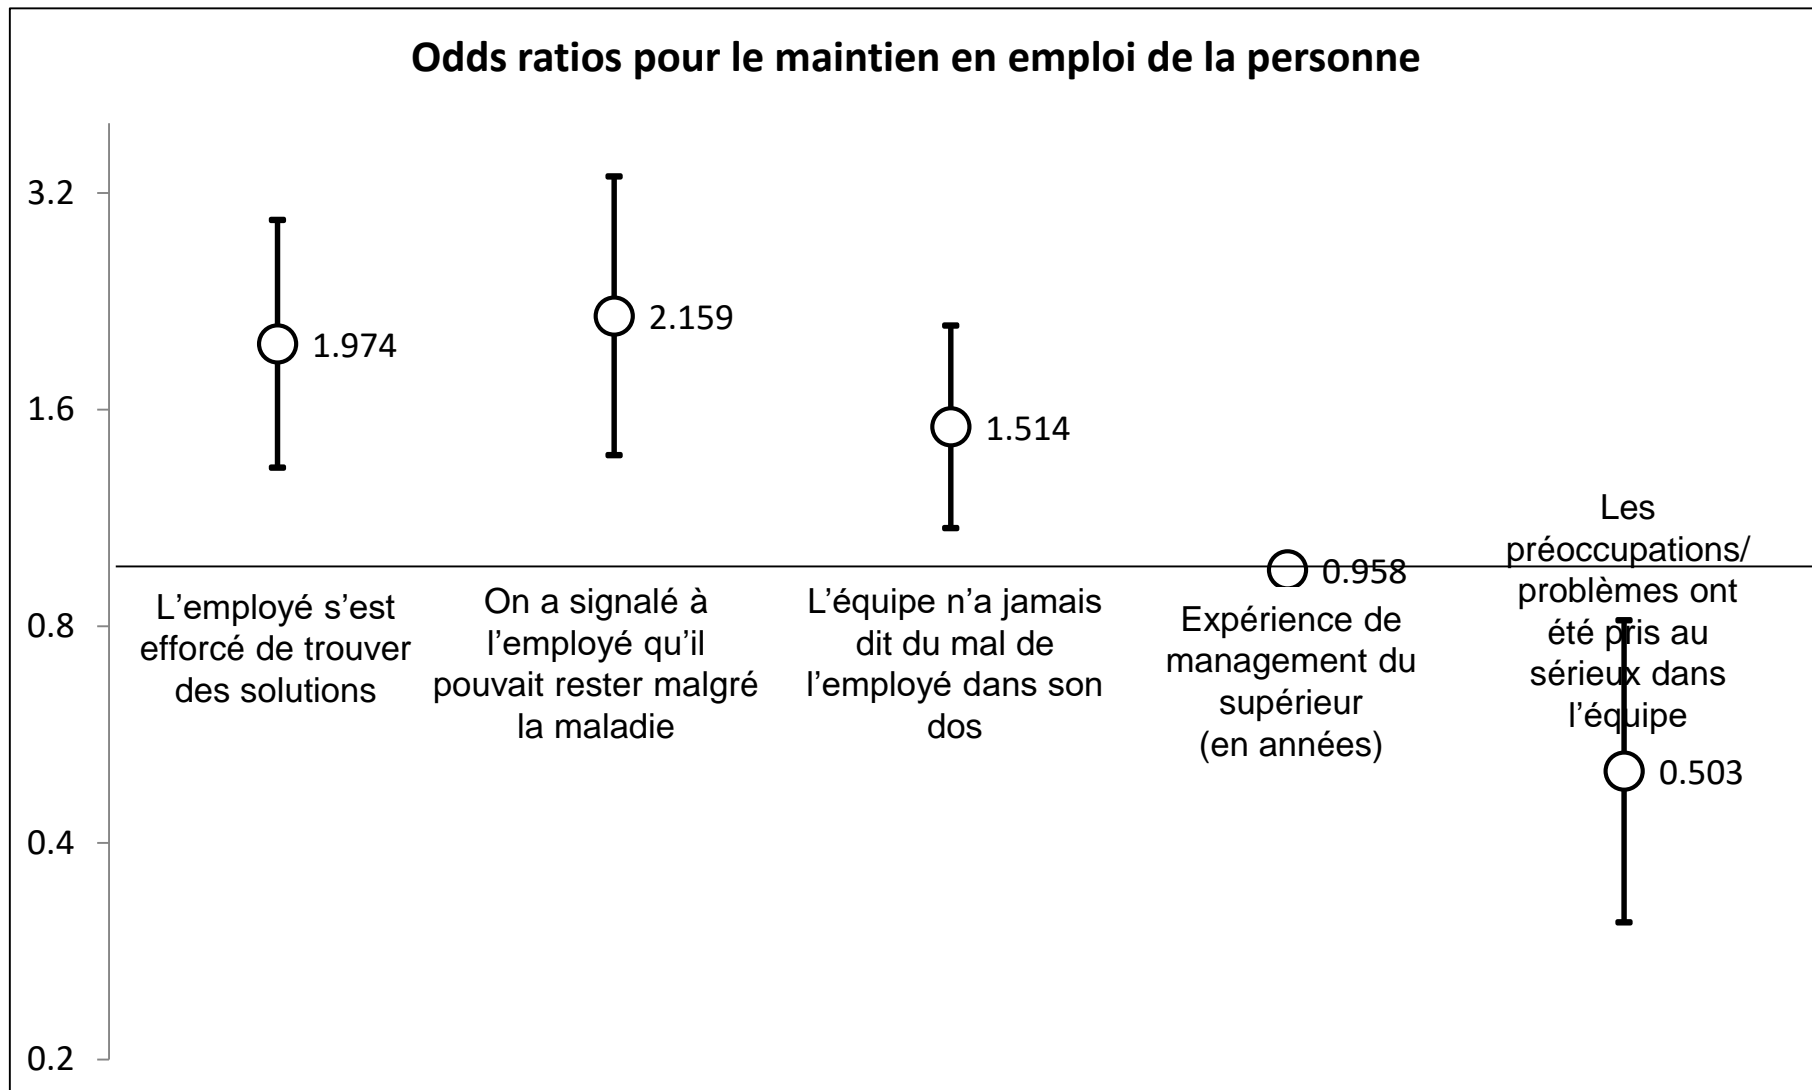 Odds ratios pour le maintien en emploi de la personne
3.2
1.6
0.8
0.4
0.2
1.974
2.159
1.514
0.958
0.503
L’employé s’est
efforcé de trouver
des solutions
On a signalé à
l’employé qu’il
pouvait rester malgré
la maladie
L’équipe n’a jamais
dit du mal de
l’employé dans son
dos
Expérience de
management du
supérieur
(en années)
Les
préoccupations/
problèmes ont
été pris au
sérieux dans
l’équipe